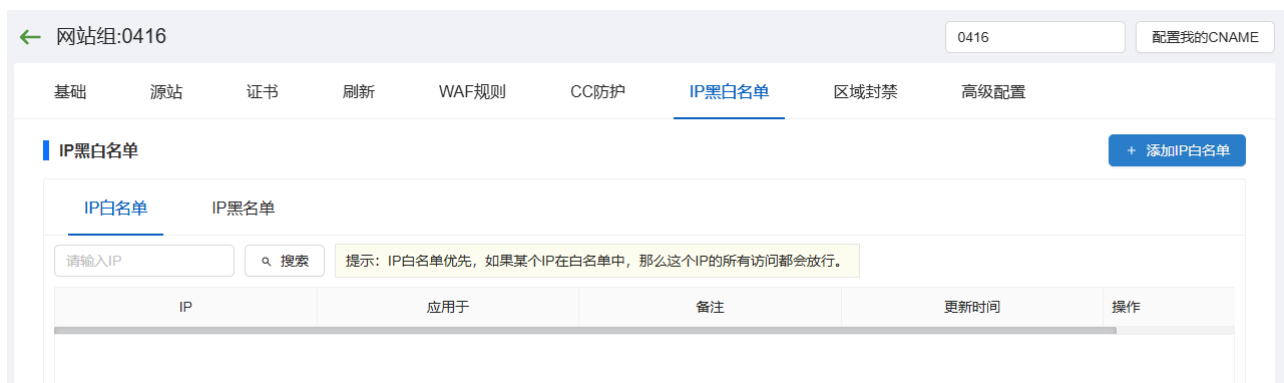 网站组:0416
0416
配置我的CNAME
基础 源站 证书 刷新 WAF规则 CC防护 IP黑白名单 区域封禁 高级配置
IP黑白名单
+ 添加IP白名单
IP白名单 IP黑名单
请输入IP
搜索
提示：IP白名单优先，如果某个IP在白名单中，那么这个IP的所有访问都会放行。
IP 应用于 备注 更新时间 操作